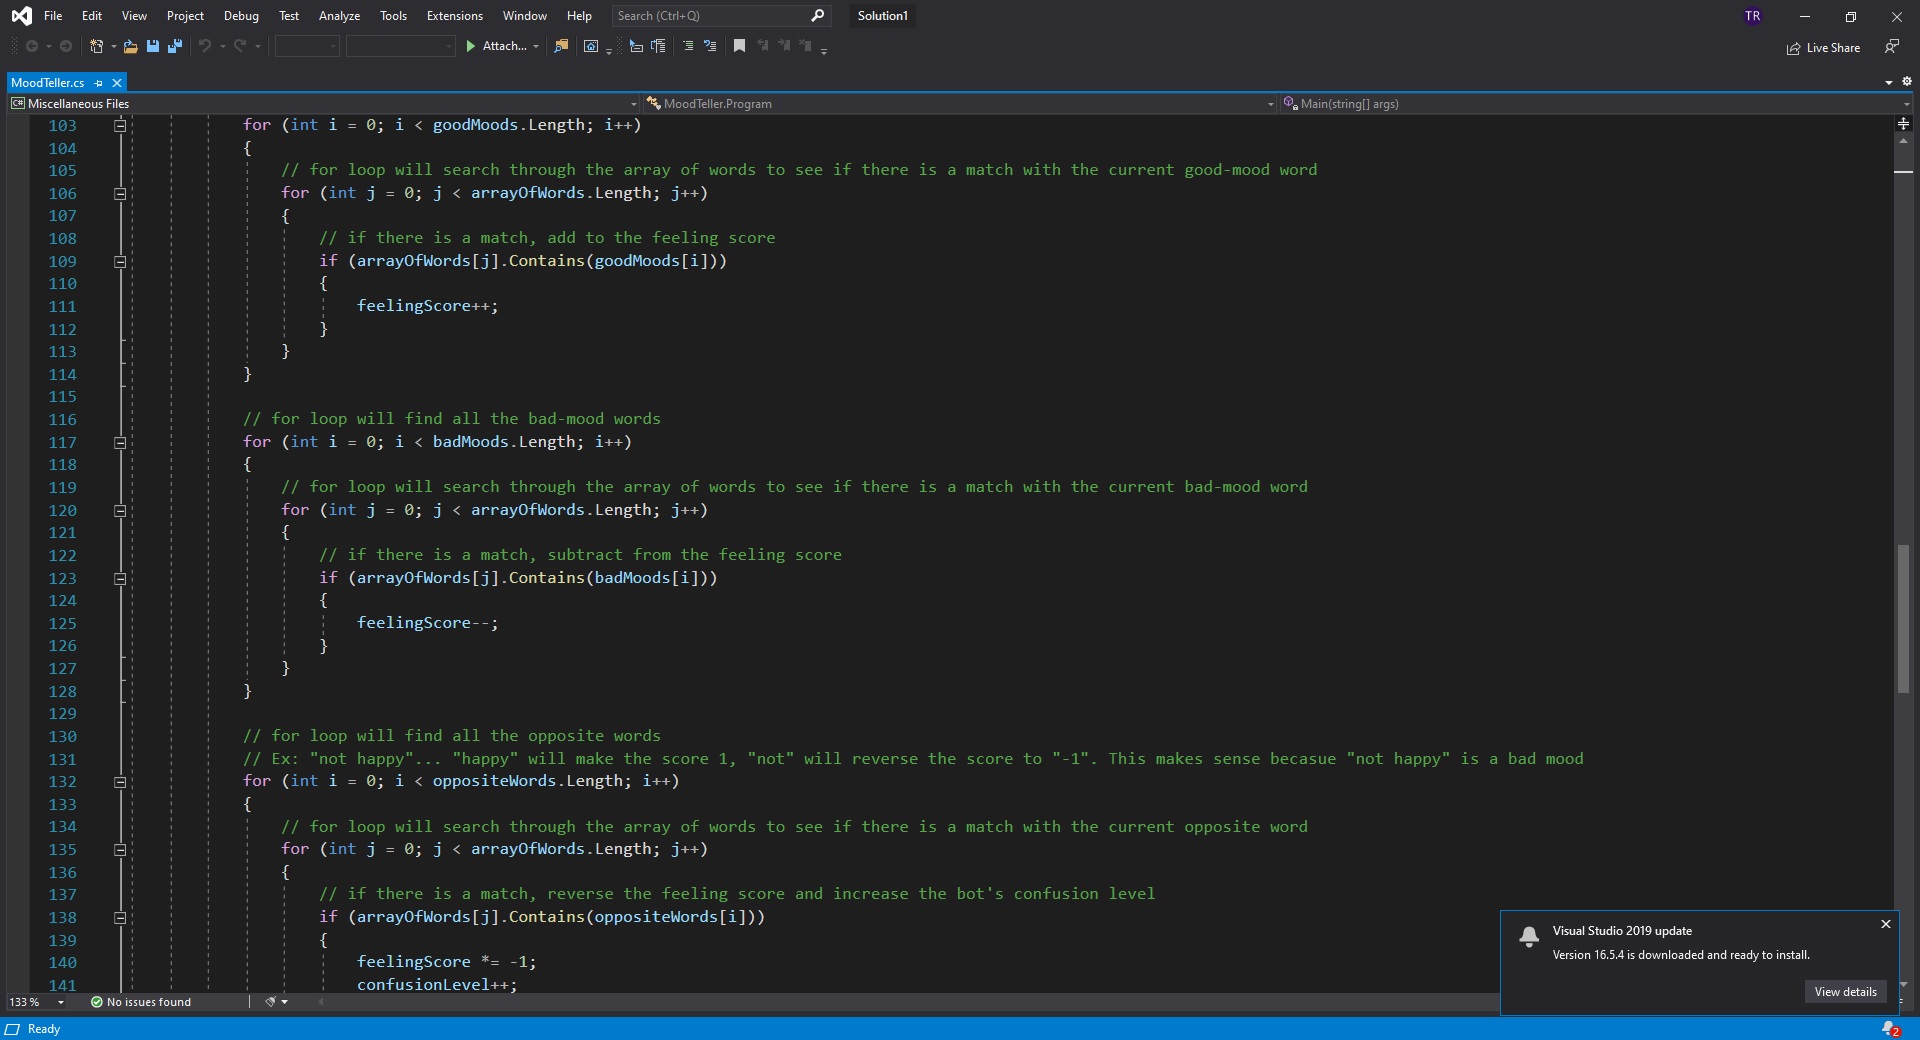 File Edit View Project Debug Test Analyze Tools Extensions Window Help Search (Ctrl+Q) Solution1 TR
Attach... Live Share
MoodTeller.cs
C# Miscellaneous Files MoodTeller.Program Main(string[] args)
103 for (int i = 0; i < goodMoods.Length; i++)
104 {
105 // for loop will search through the array of words to see if there is a match with the current good-mood word
106 for (int j = 0; j < arrayOfWords.Length; j++)
107 {
108 // if there is a match, add to the feeling score
109 if (arrayOfWords[j].Contains(goodMoods[i]))
110 {
111 feelingScore++;
112 }
113 }
114 }
115
116 // for loop will find all the bad-mood words
117 for (int i = 0; i < badMoods.Length; i++)
118 {
119 // for loop will search through the array of words to see if there is a match with the current bad-mood word
120 for (int j = 0; j < arrayOfWords.Length; j++)
121 {
122 // if there is a match, subtract from the feeling score
123 if (arrayOfWords[j].Contains(badMoods[i]))
124 {
125 feelingScore--;
126 }
127 }
128 }
129
130 // for loop will find all the opposite words
131 // Ex: "not happy"... "happy" will make the score 1, "not" will reverse the score to "-1". This makes sense becasue "not happy" is a bad mood
132 for (int i = 0; i < oppositeWords.Length; i++)
133 {
134 // for loop will search through the array of words to see if there is a match with the current opposite word
135 for (int j = 0; j < arrayOfWords.Length; j++)
136 {
137 // if there is a match, reverse the feeling score and increase the bot's confusion level
138 if (arrayOfWords[j].Contains(oppositeWords[i]))
139 {
140 feelingScore *= -1;
141 confusionLevel++;
Visual Studio 2019 update
Version 16.5.4 is downloaded and ready to install.
View details
133 % No issues found
Ready 2